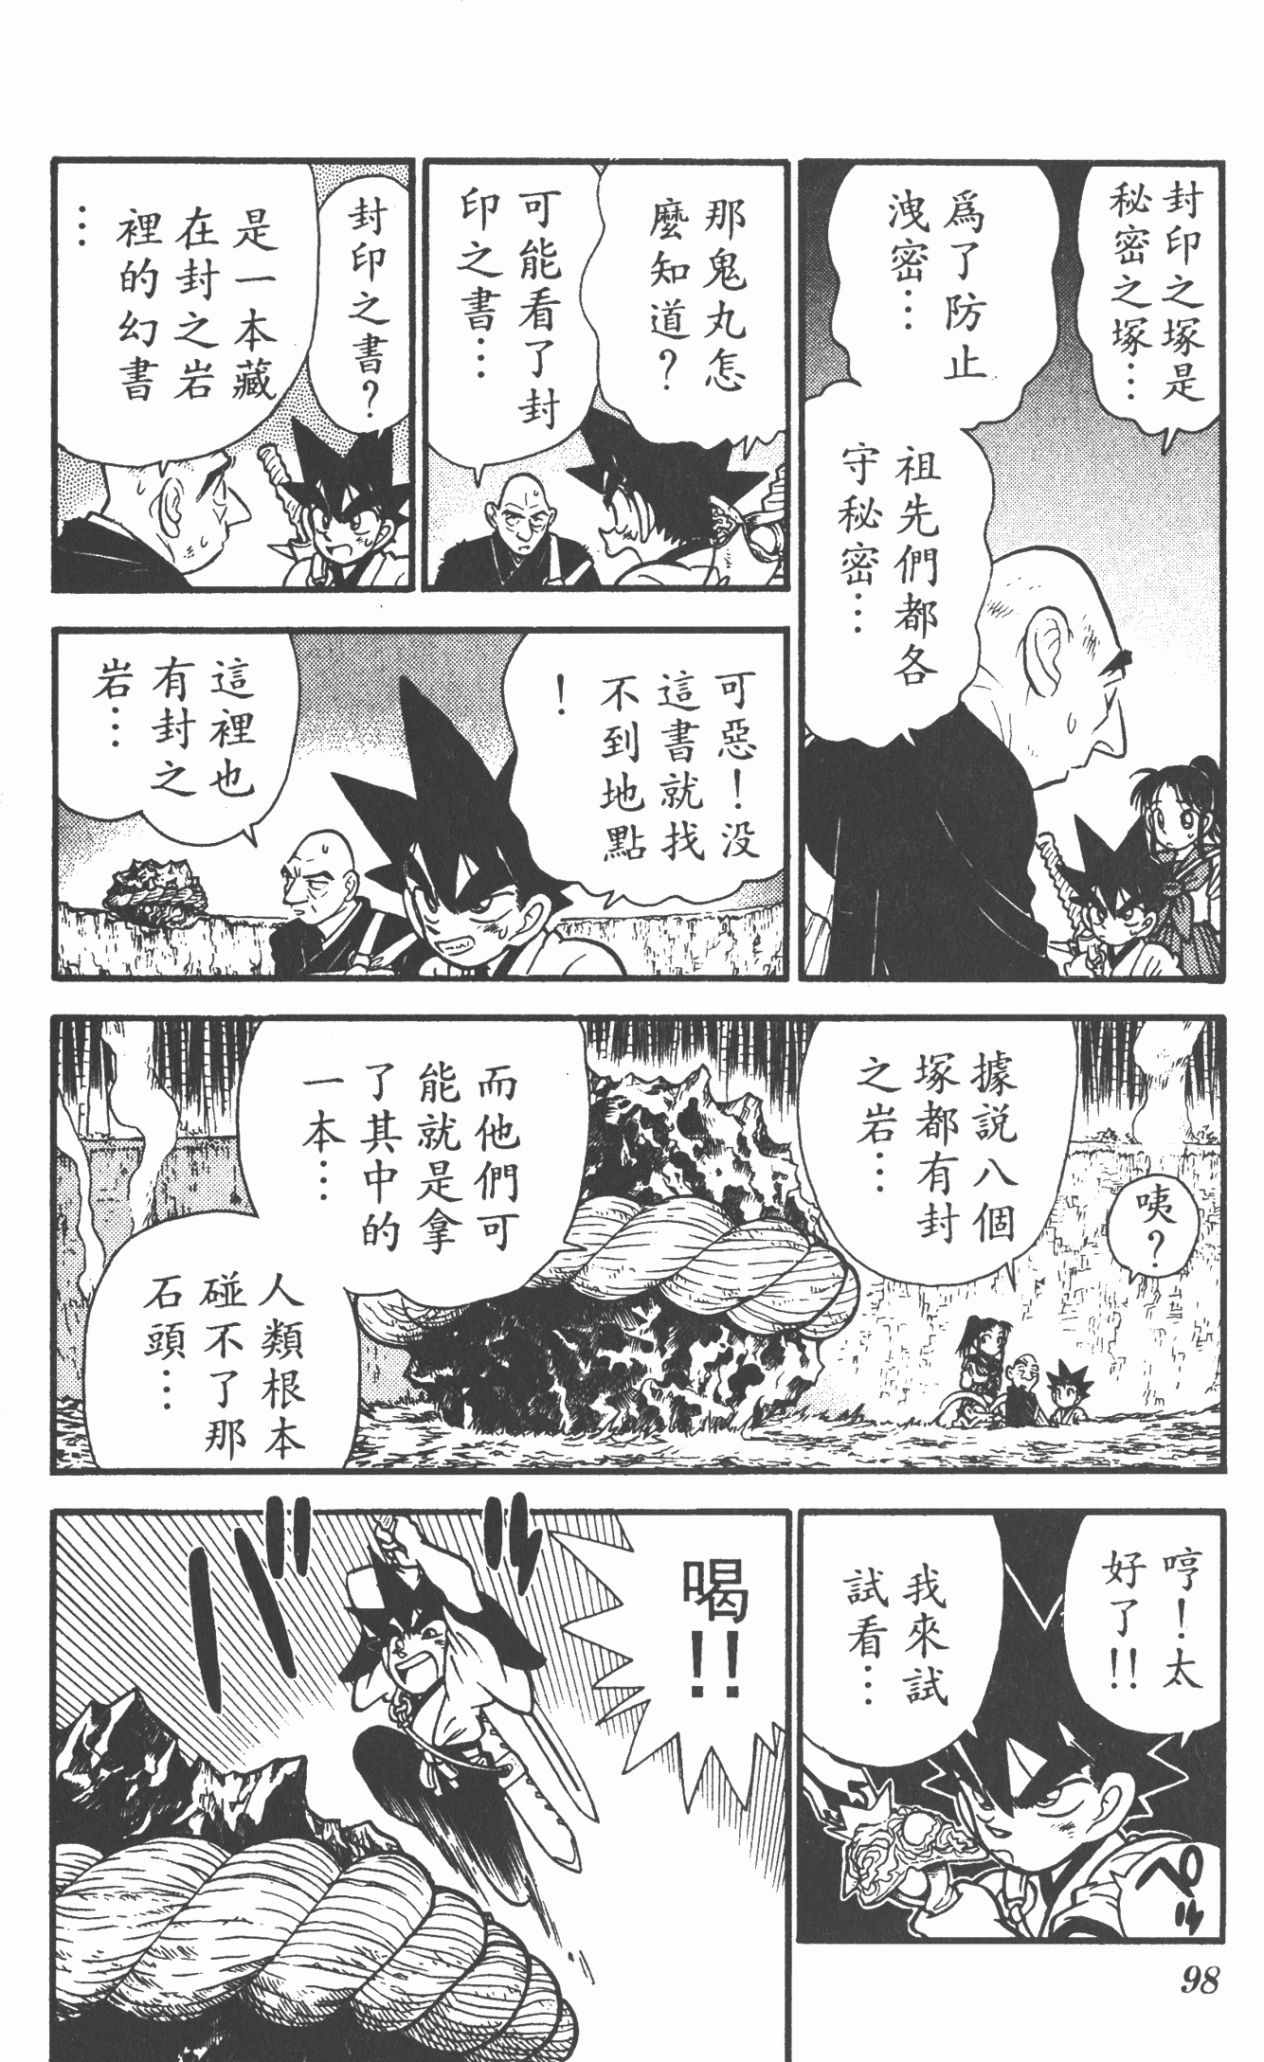 封印之塚是
秘密之塚…
爲了防止
洩密…
祖先們都各
守秘密…
那鬼丸怎
麼知道？
可能看了封
印之書…
封印之書？
是一本藏
在封之岩
裡的幻書
…
可惡！没
這書就找
不到地點
！
這裡也
有封之
岩…
據説八個
塚都有封
之岩…
咦？
而他們可
能就是拿
了其中的
一本…
人類根本
碰不了那
石頭…
哼！太
好了!!
我來試
試看…
ペロッ
喝!!
98